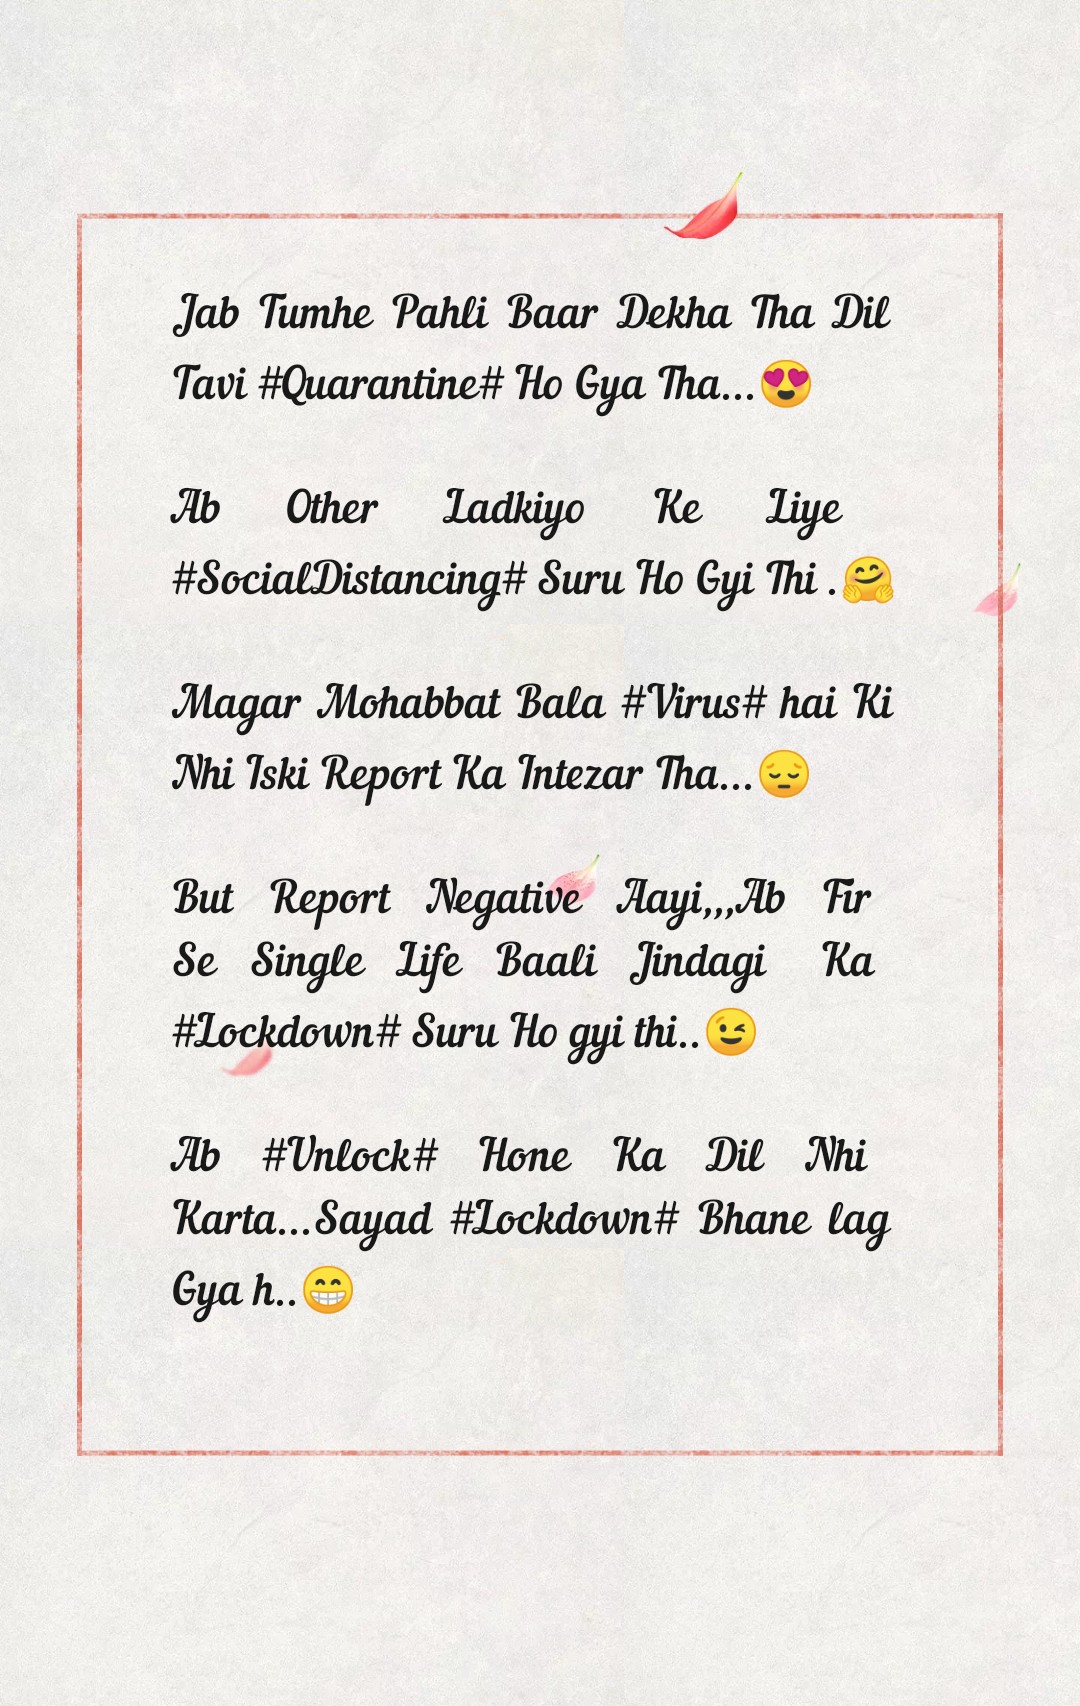 Jab Tumhe Pahli Baar Dekha Tha Dil
Tavi #Quarantine# Ho Gya Tha...😍
Ab Other Ladkiyo Ke Liye
#SocialDistancing# Suru Ho Gyi Thi .🤗
Magar Mohabbat Bala #Virus# hai Ki
Nhi Iski Report Ka Intezar Tha...😔
But Report Negative Aayi,,,Ab Fir
Se Single Life Baali Jindagi Ka
#Lockdown# Suru Ho gyi thi..😉
Ab #Unlock# Hone Ka Dil Nhi
Karta...Sayad #Lockdown# Bhane lag
Gya h..😁